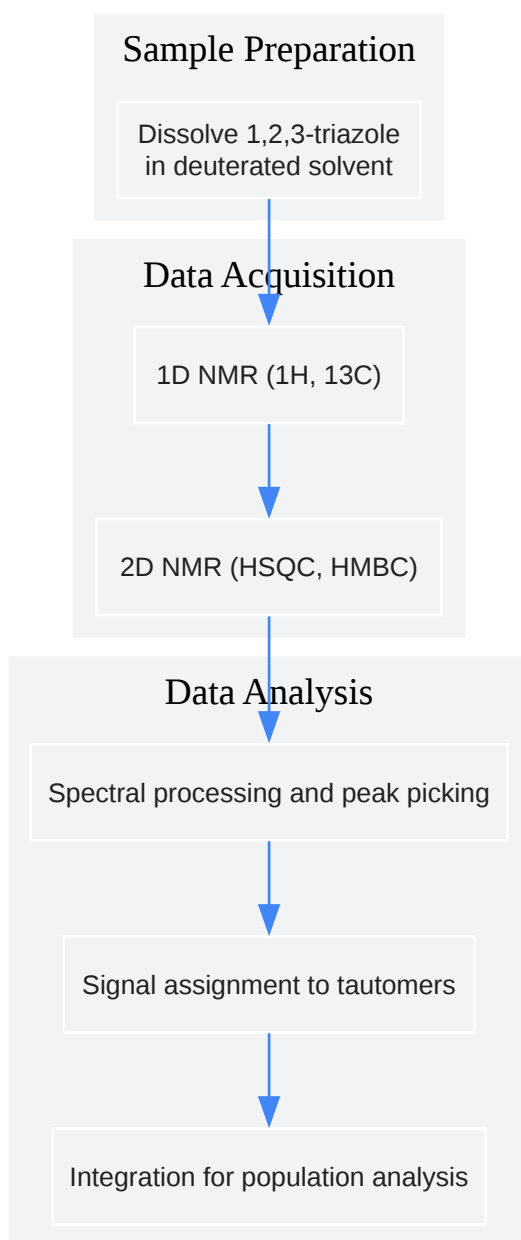 Sample Preparation
Dissolve 1,2,3-triazole
in deuterated solvent
Data Acquisition
1D NMR (1H, 13C)
2D NMR (HSQC, HMBC)
Data Analysis
Spectral processing and peak picking
Signal assignment to tautomers
Integration for population analysis